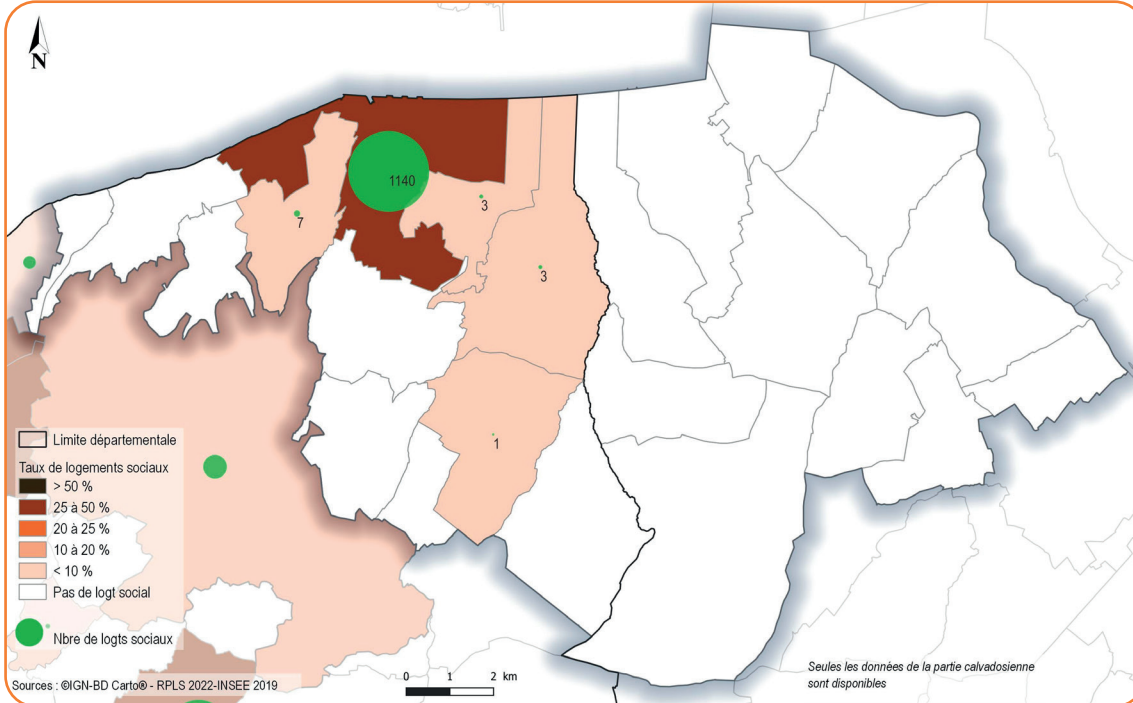 N
1140
7
3
3
1
Limite départementale
Taux de logements sociaux
> 50 %
25 à 50 %
20 à 25 %
10 à 20 %
< 10 %
Pas de logt social
Nbre de logts sociaux
Sources : ©IGN-BD Carto® - RPLS 2022-INSEE 2019
0 1 2 km
Seules les données de la partie calvadosienne
sont disponibles